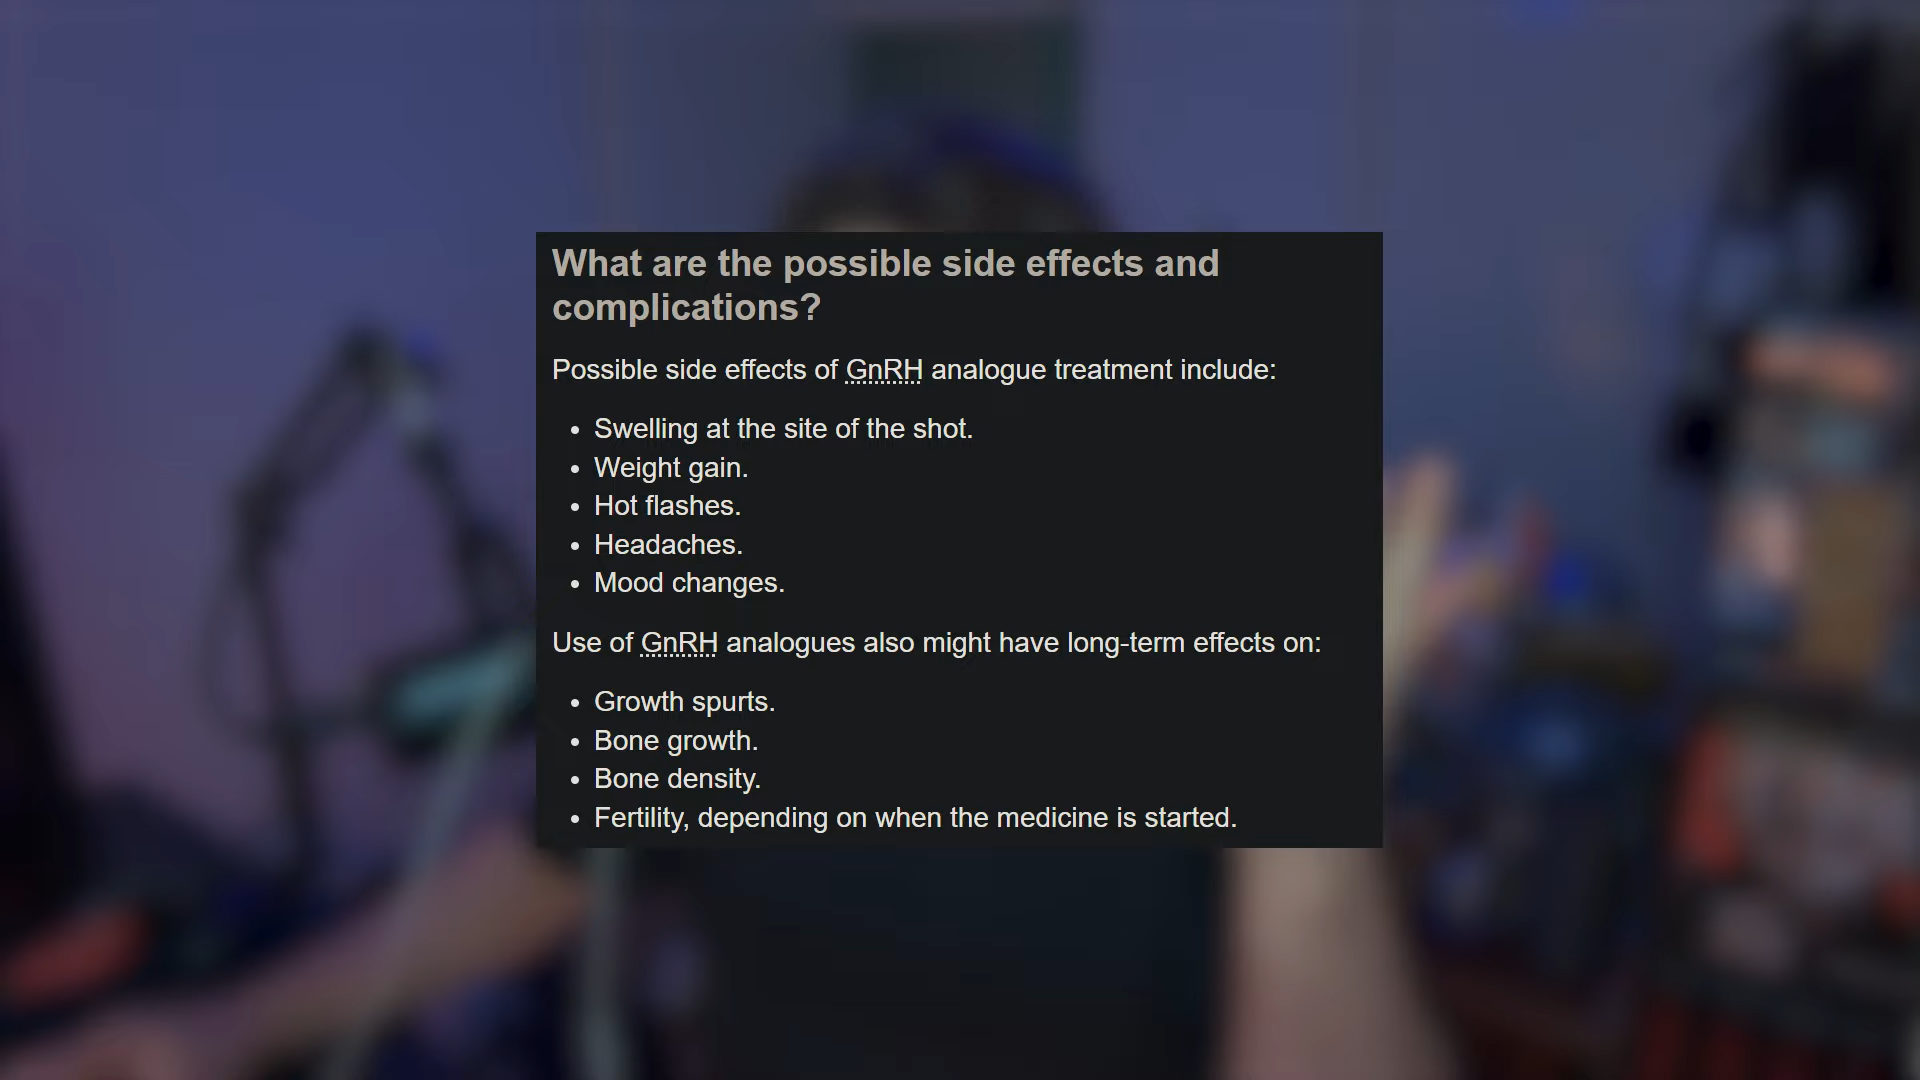 What are the possible side effects and
complications?
Possible side effects of GnRH analogue treatment include:
• Swelling at the site of the shot.
• Weight gain.
• Hot flashes.
• Headaches.
• Mood changes.
Use of GnRH analogues also might have long-term effects on:
• Growth spurts.
• Bone growth.
• Bone density.
• Fertility, depending on when the medicine is started.